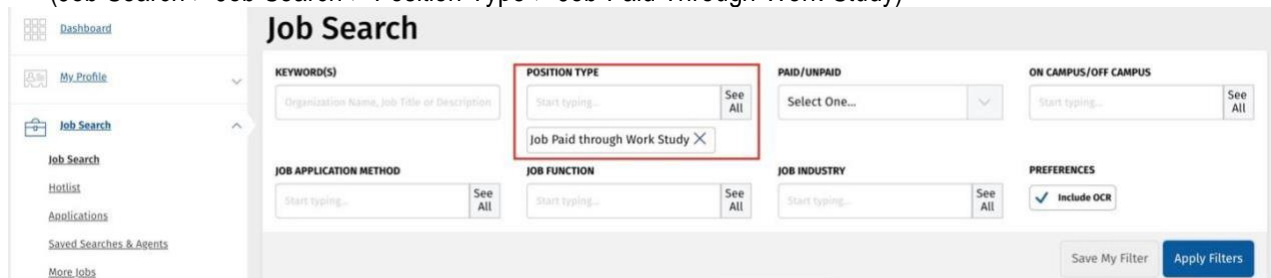 (Job Search > Job Search > Position Type > Job Paid Through Work Study)
Dashboard
My Profile
Job Search
Job Search
Hotlist
Applications
Saved Searches & Agents
More Jobs
Job Search
KEYWORD(S)
Organization Name, Job Title or Description
POSITION TYPE
Start typing...
See All
Job Paid through Work Study
PAID/UNPAID
Select One...
ON CAMPUS/OFF CAMPUS
Start typing...
See All
JOB APPLICATION METHOD
Start typing...
See All
JOB FUNCTION
Start typing...
See All
JOB INDUSTRY
Start typing...
See All
PREFERENCES
Include OCR
Save My Filter
Apply Filters